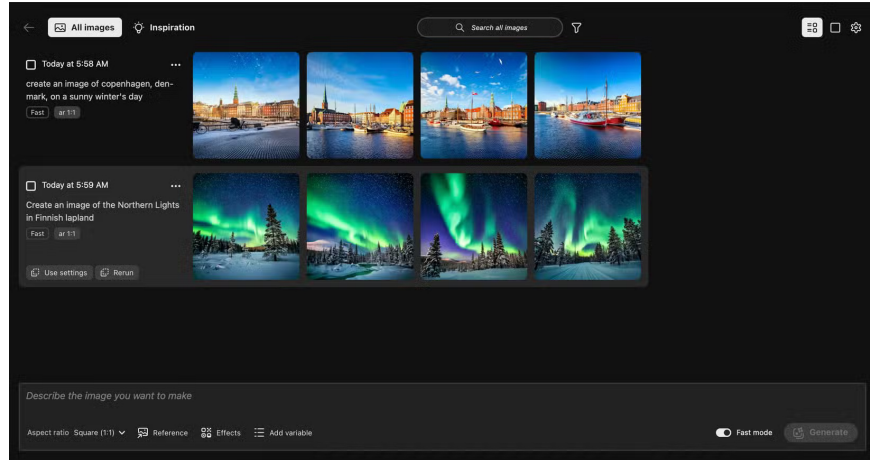 All images
Inspiration
Search all images
Today at 5:58 AM
create an image of copenhagen, den-
mark, on a sunny winter's day
Fast ar 1:1
Today at 5:59 AM
Create an image of the Northern Lights
in Finnish lapland
Fast ar 1:1
Use settings Rerun
Describe the image you want to make
Aspect ratio Square (1:1) Reference Effects Add variable Fast mode Generate